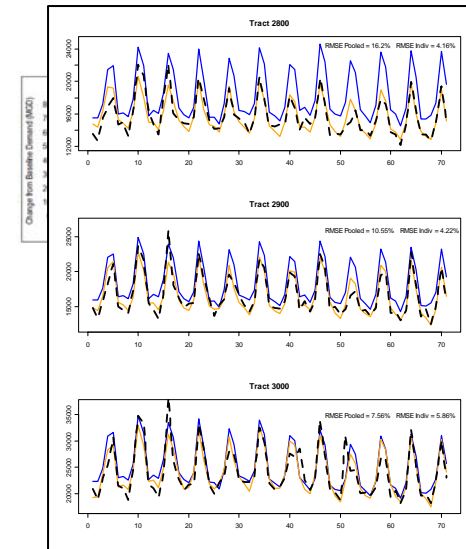 Tract 2800
RMSE Pooled = 16.2% RMSE Indiv = 4.16%
24000
20000
16000
12000
0 10 20 30 40 50 60 70
Change from Baseline Demand (MGD)
Tract 2900
RMSE Pooled = 10.55% RMSE Indiv = 4.22%
25000
20000
15000
0 10 20 30 40 50 60 70
Tract 3000
RMSE Pooled = 7.56% RMSE Indiv = 5.86%
35000
30000
25000
20000
0 10 20 30 40 50 60 70